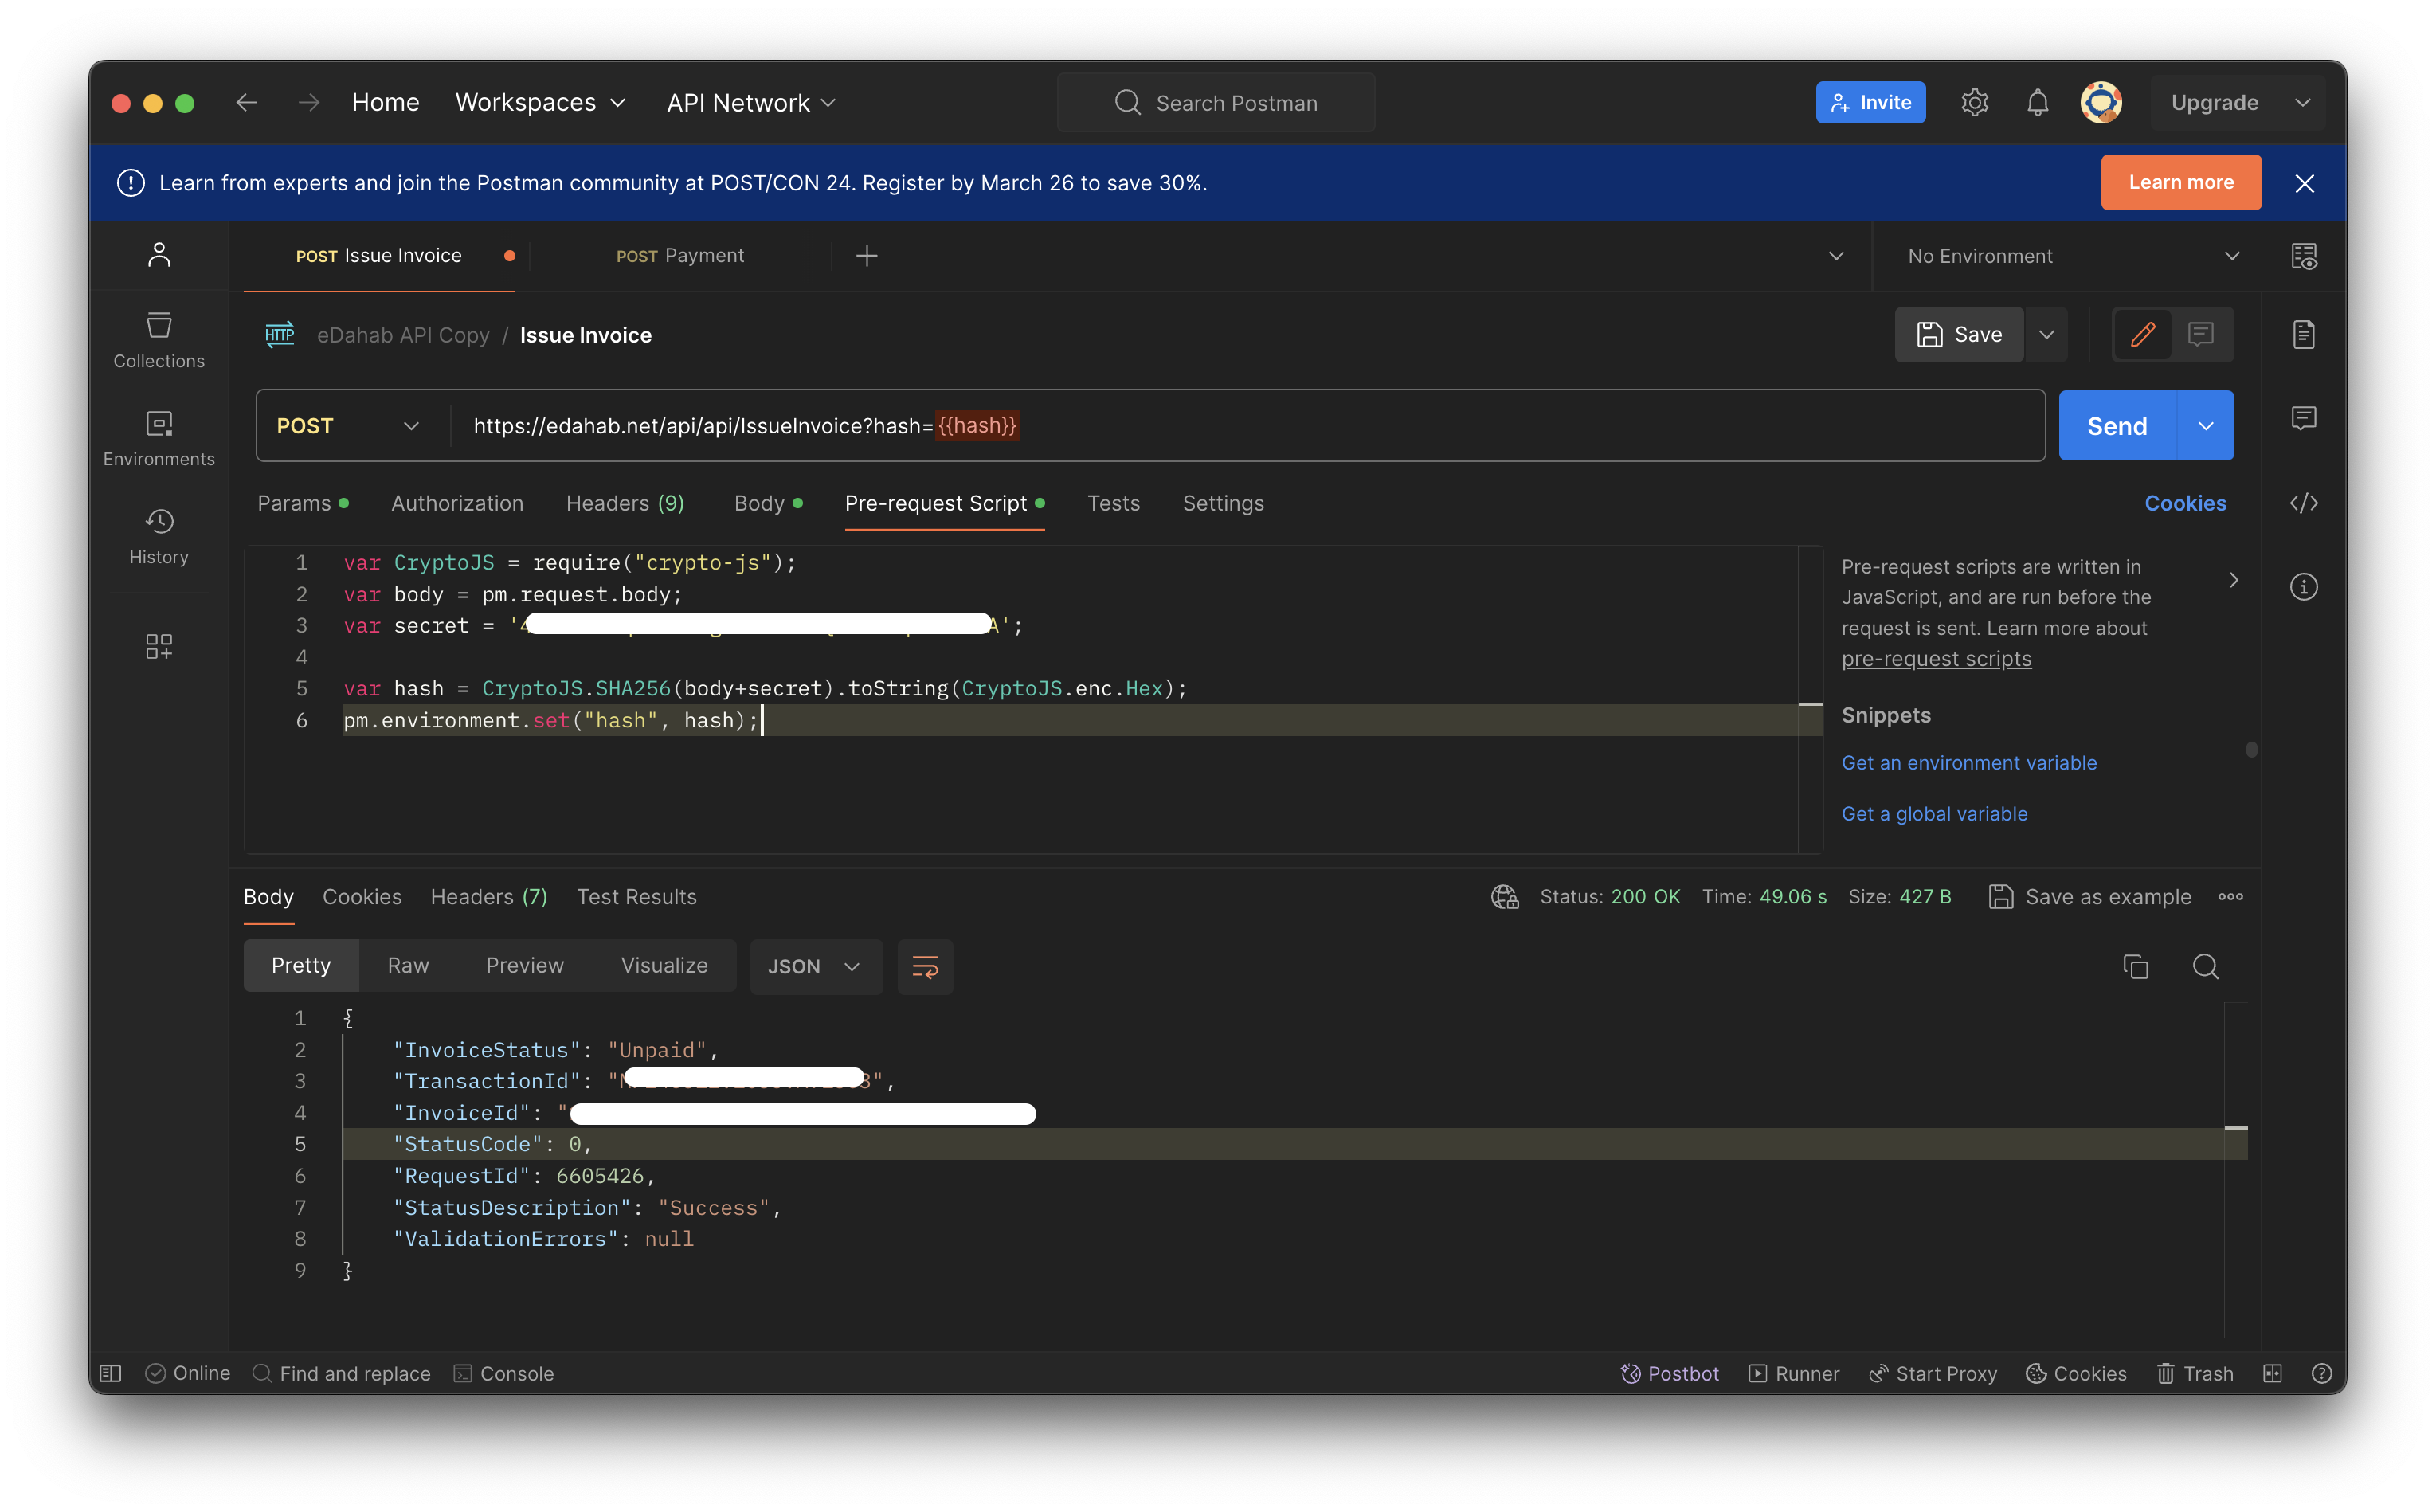 Home Workspaces API Network Search Postman Invite Upgrade
Learn from experts and join the Postman community at POST/CON 24. Register by March 26 to save 30%. Learn more
POST Issue Invoice POST Payment No Environment
HTTP eDahab API Copy / Issue Invoice Save
Collections
POST https://edahab.net/api/api/IssueInvoice?hash={{hash}} Send
Environments
Params Authorization Headers (9) Body Pre-request Script Tests Settings Cookies
History
1 var CryptoJS = require("crypto-js");
2 var body = pm.request.body;
3 var secret = ' A';
4
5 var hash = CryptoJS.SHA256(body+secret).toString(CryptoJS.enc.Hex);
6 pm.environment.set("hash", hash);
Pre-request scripts are written in
JavaScript, and are run before the
request is sent. Learn more about
pre-request scripts
Snippets
Get an environment variable
Get a global variable
Body Cookies Headers (7) Test Results Status: 200 OK Time: 49.06 s Size: 427 B Save as example
Pretty Raw Preview Visualize JSON
1 {
2 "InvoiceStatus": "Unpaid",
3 "TransactionId": " ",
4 "InvoiceId": "
5 "StatusCode": 0,
6 "RequestId": 6605426,
7 "StatusDescription": "Success",
8 "ValidationErrors": null
9 }
Online Find and replace Console Postbot Runner Start Proxy Cookies Trash